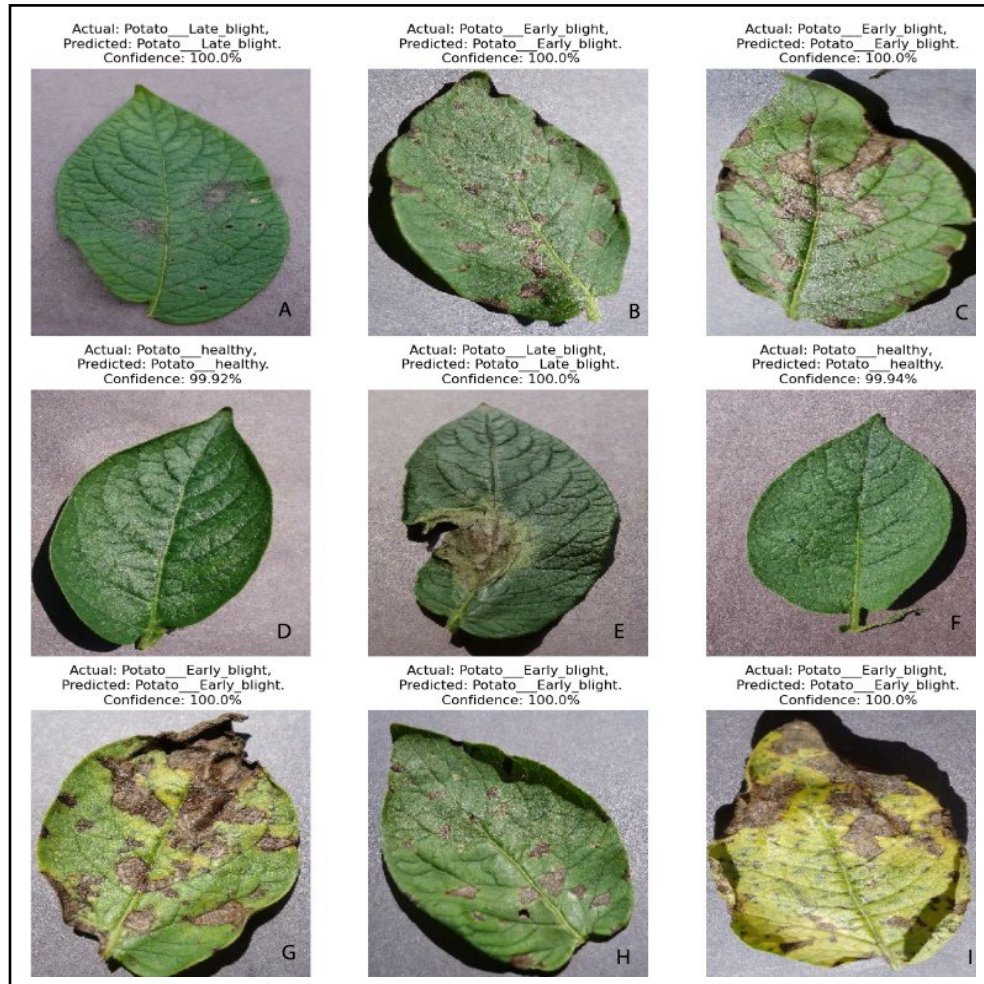 Actual: Potato___Late_blight,
Predicted: Potato___Late_blight.
Confidence: 100.0%
Actual: Potato___Early_blight,
Predicted: Potato___Early_blight.
Confidence: 100.0%
Actual: Potato___Early_blight,
Predicted: Potato___Early_blight.
Confidence: 100.0%
A
B
C
Actual: Potato___healthy,
Predicted: Potato___healthy.
Confidence: 99.92%
Actual: Potato___Late_blight,
Predicted: Potato___Late_blight.
Confidence: 100.0%
Actual: Potato___healthy,
Predicted: Potato___healthy.
Confidence: 99.94%
D
E
F
Actual: Potato___Early_blight,
Predicted: Potato___Early_blight.
Confidence: 100.0%
Actual: Potato___Early_blight,
Predicted: Potato___Early_blight.
Confidence: 100.0%
Actual: Potato___Early_blight,
Predicted: Potato___Early_blight.
Confidence: 100.0%
G
H
I